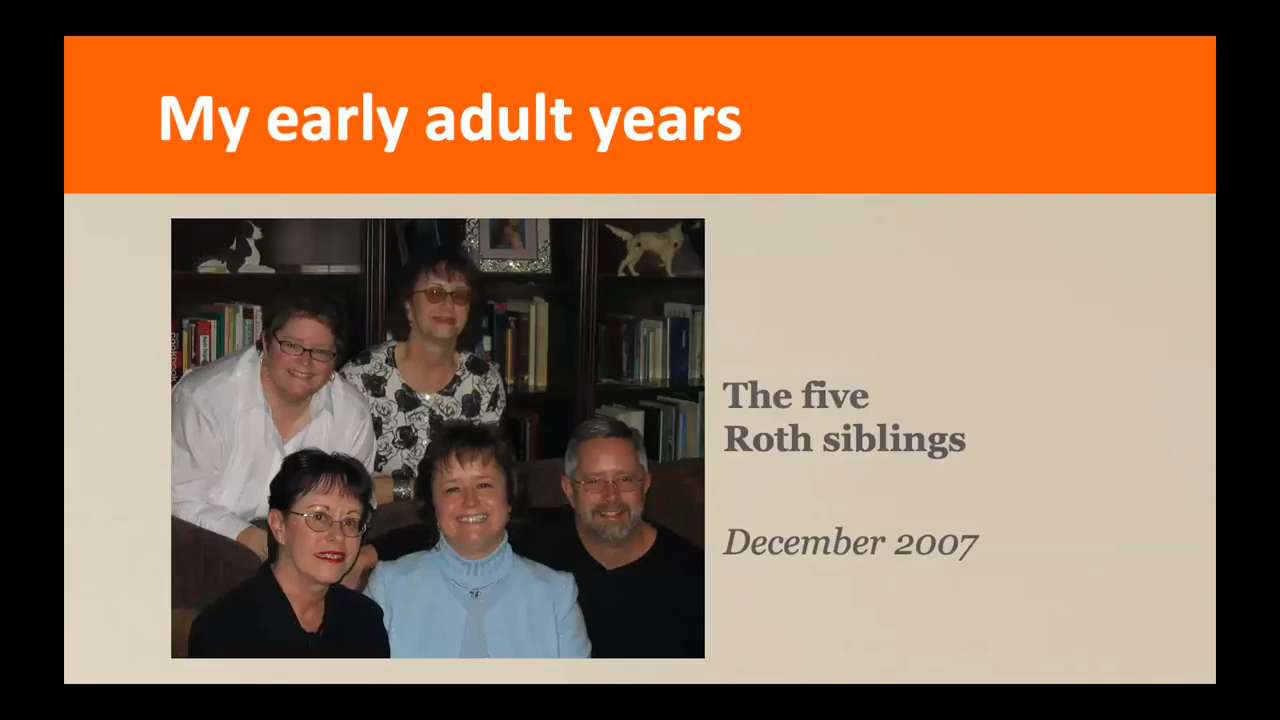 My early adult years
The five
Roth siblings
December 2007